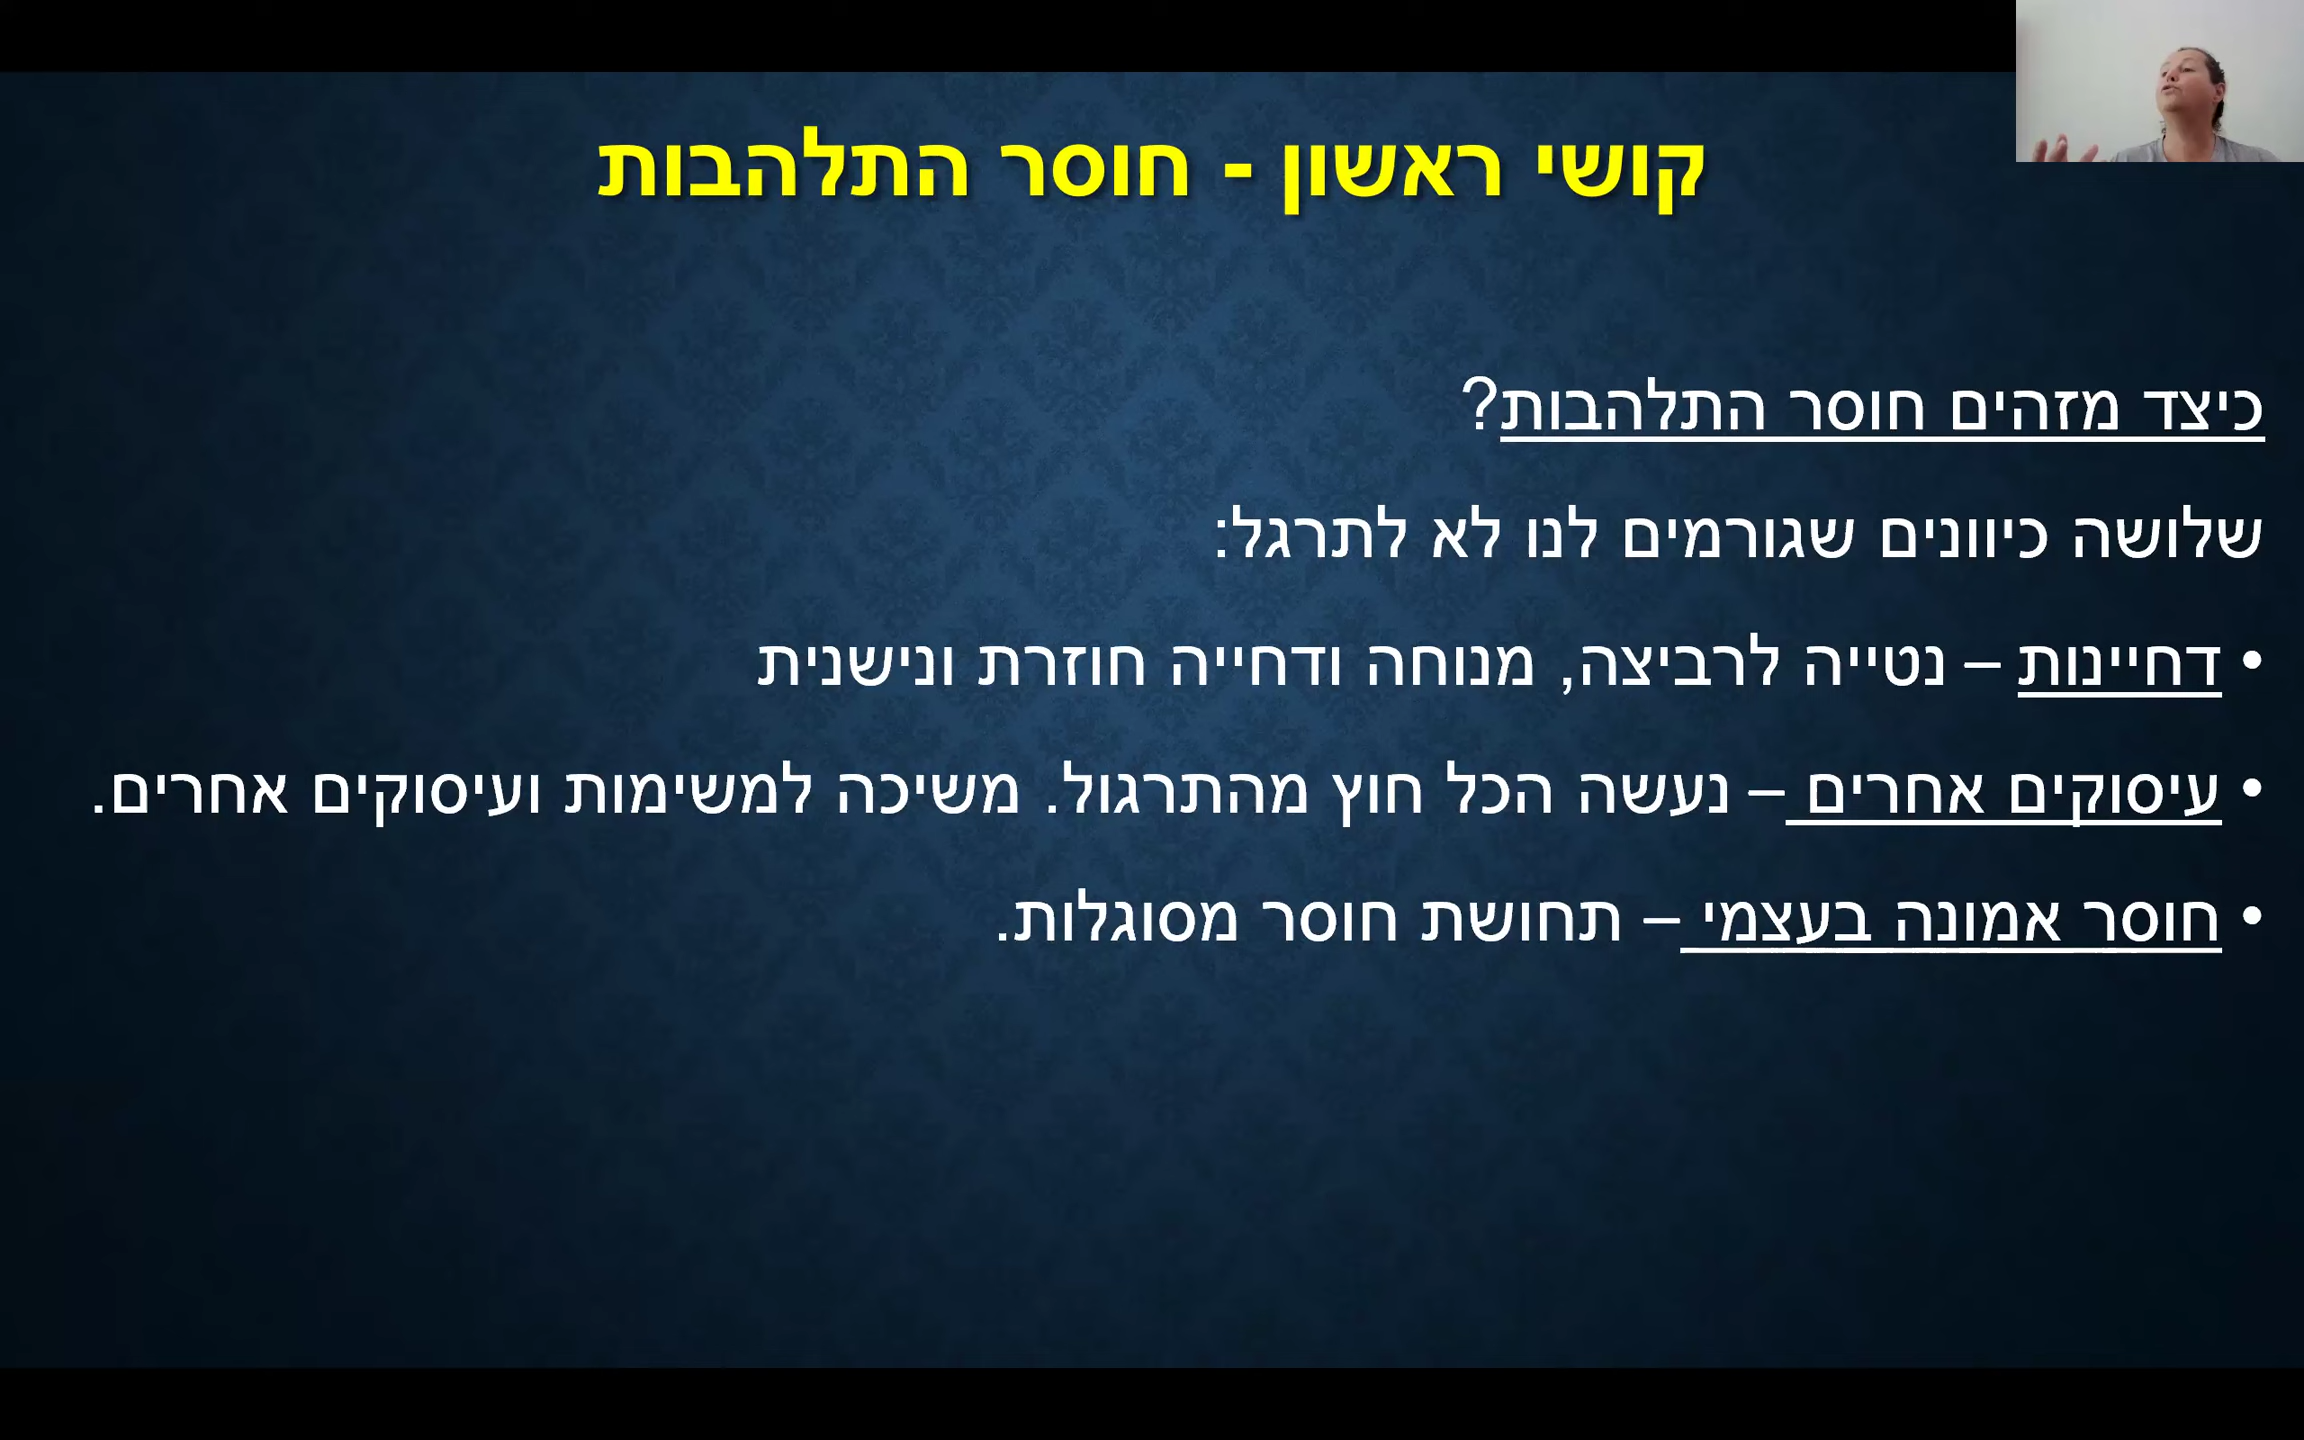 קושי ראשון - חוסר התלהבות
כיצד מזהים חוסר התלהבות?
שלושה כיוונים שגורמים לנו לא לתרגל:
• דחיינות – נטייה לרביצה, מנוחה ודחייה חוזרת ונישנית
• עיסוקים אחרים – נעשה הכל חוץ מהתרגול. משיכה למשימות ועיסוקים אחרים.
• חוסר אמונה בעצמי – תחושת חוסר מסוגלות.